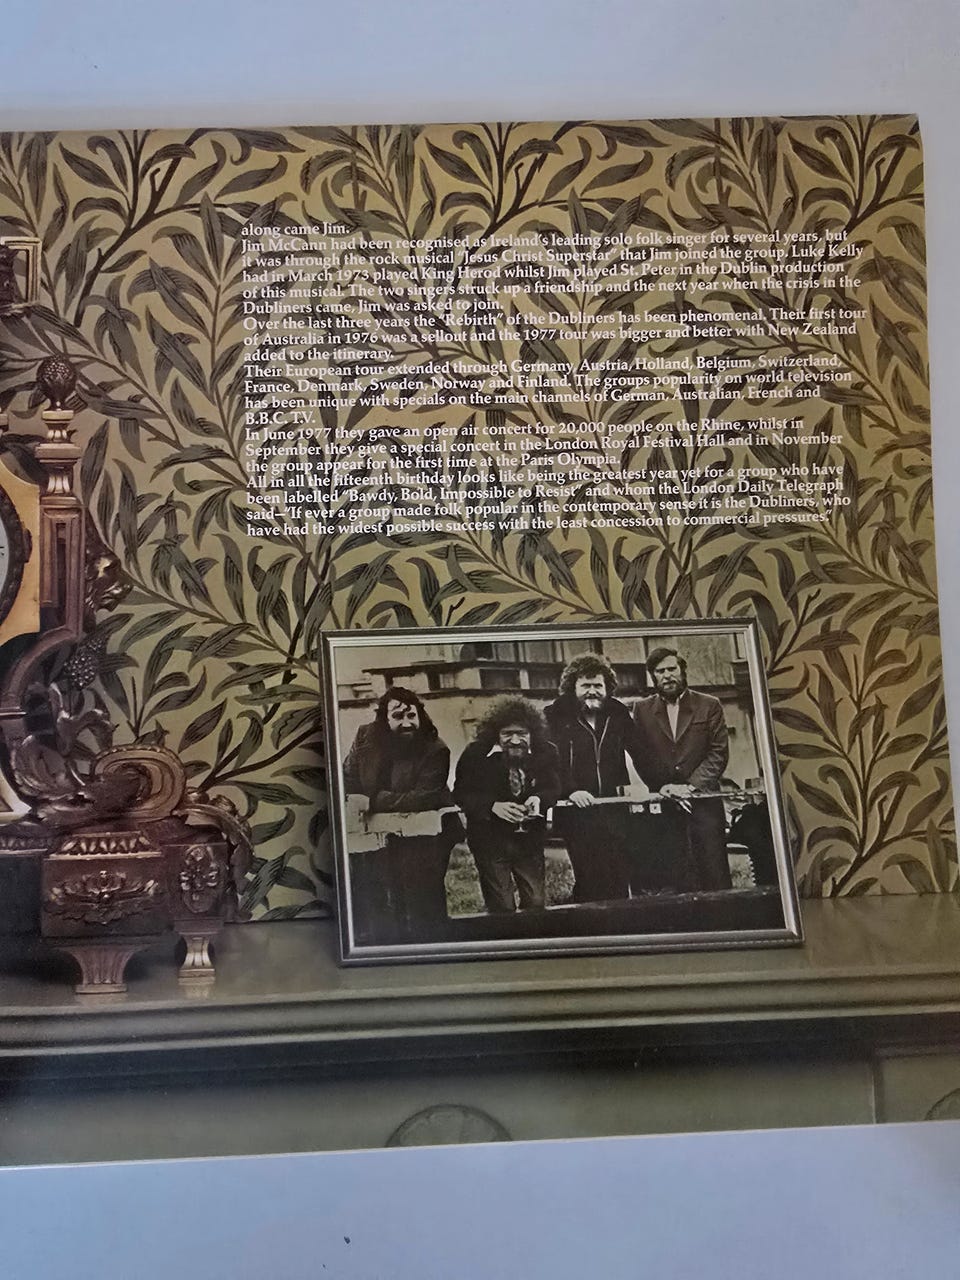 along came Jim.
Jim McCann had been recognised as Ireland's leading solo folk singer for several years, but
it was through the rock musical "Jesus Christ Superstar" that Jim joined the group. Luke Kelly
had in March 1973 played King Herod whilst Jim played St. Peter in the Dublin production
of this musical. The two singers struck up a friendship and the next year when the crisis in the
Dubliners came, Jim was asked to join.
Over the last three years the "Rebirth" of the Dubliners has been phenomenal. Their first tour
of Australia in 1976 was a sellout and the 1977 tour was bigger and better with New Zealand
added to the itinerary.
Their European tour extended through Germany, Austria, Holland, Belgium, Switzerland,
France, Denmark, Sweden, Norway and Finland. The groups popularity on world television
has been unique with specials on the main channels of German, Australian, French and
B.B.C. T.V.
In June 1977 they gave an open air concert for 20,000 people on the Rhine, whilst in
September they give a special concert in the London Royal Festival Hall and in November
the group appear for the first time at the Paris Olympia.
All in all the fifteenth birthday looks like being the greatest year yet for a group who have
been labelled "Bawdy, Bold, Impossible to Resist" and whom the London Daily Telegraph
said—"If ever a group made folk popular in the contemporary sense it is the Dubliners, who
have had the widest possible success with the least concession to commercial pressures."